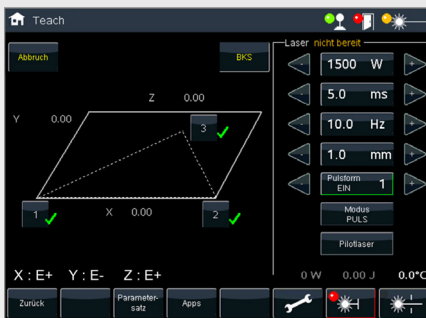 Teach
Laser nicht bereit
Abbruch
BKS
1500 W
Z 0.00
5.0 ms
Y 0.00
3
10.0 Hz
1.0 mm
Pulsform
EIN 1
1
X 0.00
2
Modus
PULS
Pilotlaser
X : E+ Y : E- Z : E+
0 W 0.00 J 0.0°C
Zurück
Parameter-
satz
Apps